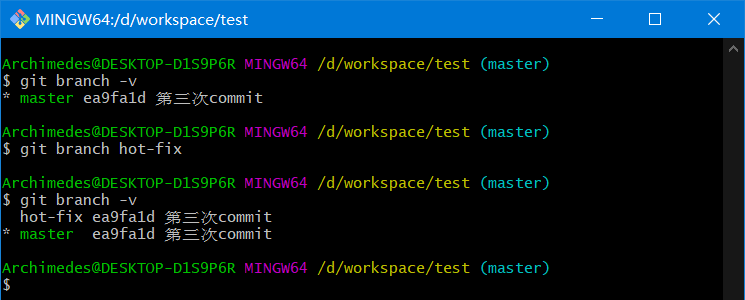 MINGW64:/d/workspace/test
Archimedes@DESKTOP-D1S9P6R MINGW64 /d/workspace/test (master)
$ git branch -v
* master ea9fa1d 第三次commit
Archimedes@DESKTOP-D1S9P6R MINGW64 /d/workspace/test (master)
$ git branch hot-fix
Archimedes@DESKTOP-D1S9P6R MINGW64 /d/workspace/test (master)
$ git branch -v
  hot-fix ea9fa1d 第三次commit
* master  ea9fa1d 第三次commit
Archimedes@DESKTOP-D1S9P6R MINGW64 /d/workspace/test (master)
$